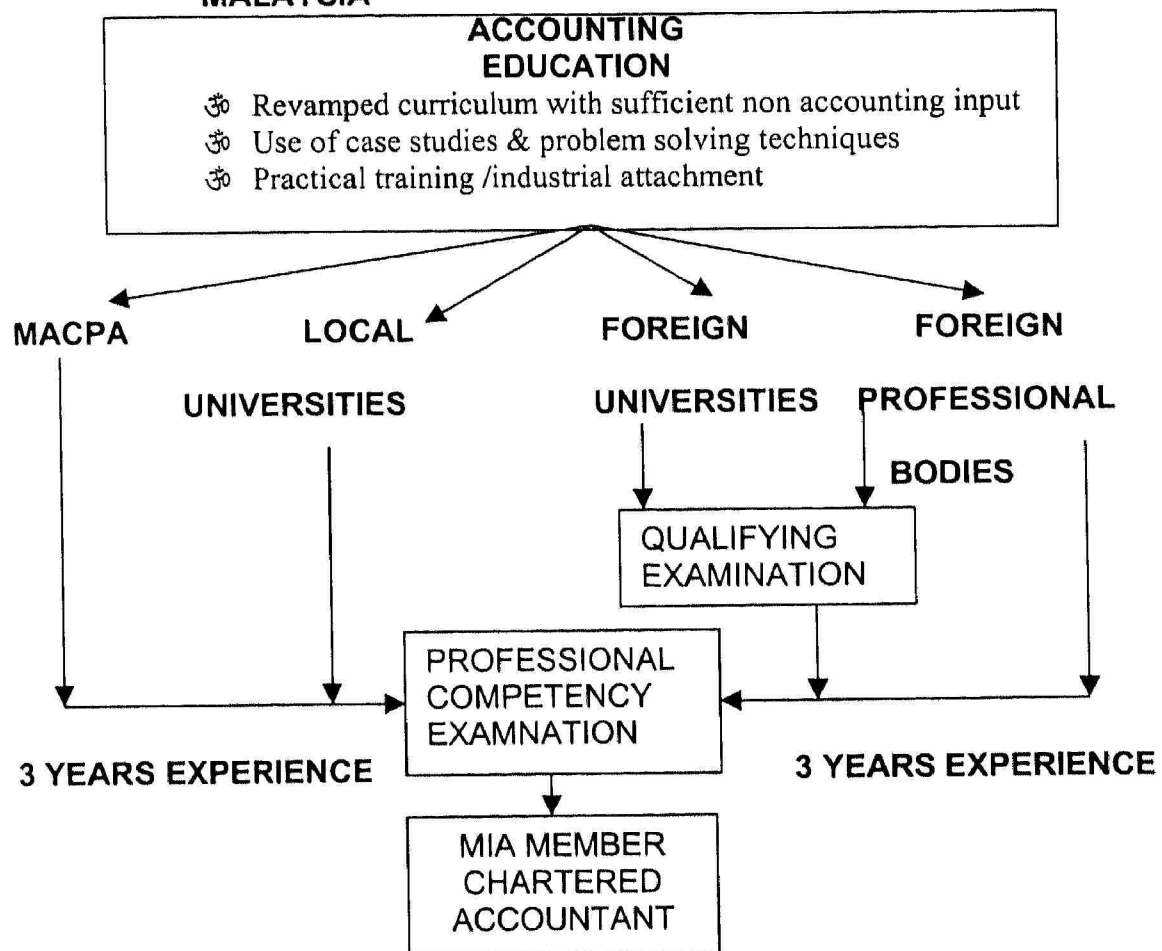 MALAYSIA
ACCOUNTING
EDUCATION
ॐ Revamped curriculum with sufficient non accounting input
ॐ Use of case studies & problem solving techniques
ॐ Practical training /industrial attachment
MACPA
LOCAL
UNIVERSITIES
FOREIGN
UNIVERSITIES
FOREIGN
PROFESSIONAL
BODIES
QUALIFYING
EXAMINATION
PROFESSIONAL
COMPETENCY
EXAMNATION
3 YEARS EXPERIENCE
3 YEARS EXPERIENCE
MIA MEMBER
CHARTERED
ACCOUNTANT